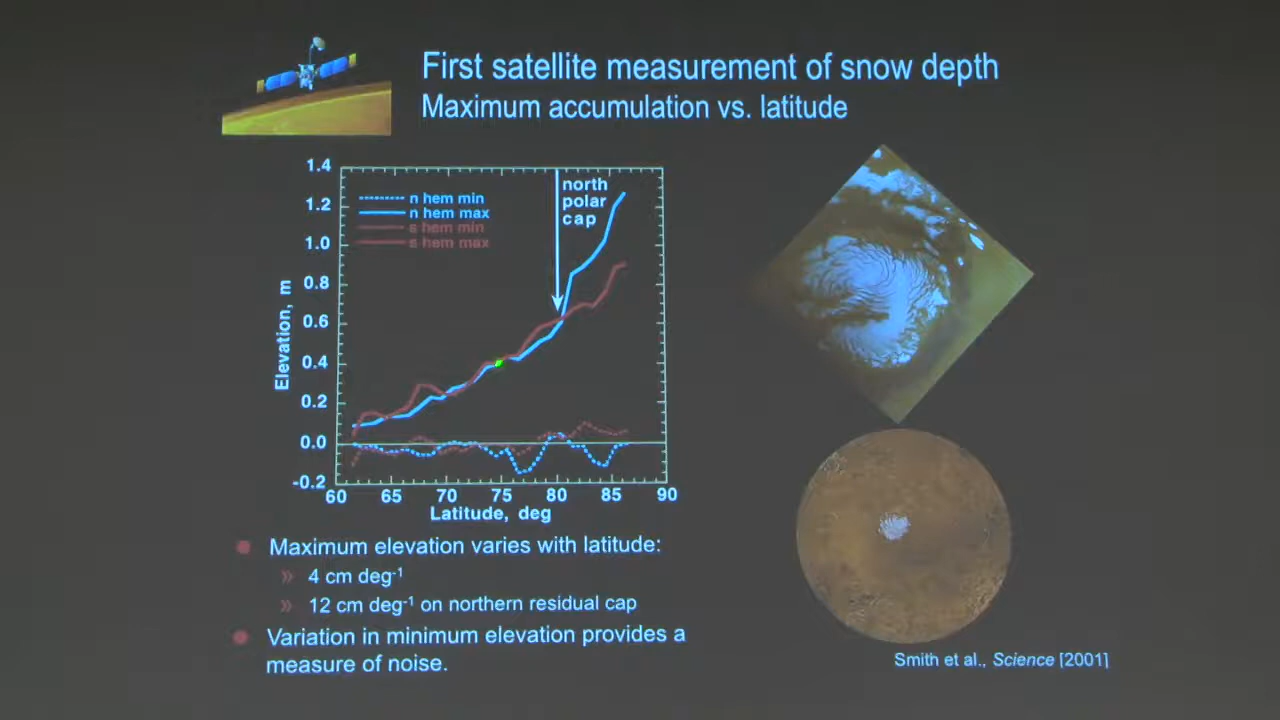 First satellite measurement of snow depth
Maximum accumulation vs. latitude
1.4
1.2
1.0
0.8
0.6
0.4
0.2
0.0
-0.2
Elevation, m
n hem min
n hem max
s hem min
s hem max
north
polar
cap
60 65 70 75 80 85 90
Latitude, deg
Maximum elevation varies with latitude:
» 4 cm deg⁻¹
» 12 cm deg⁻¹ on northern residual cap
Variation in minimum elevation provides a
measure of noise.
Smith et al., Science [2001]